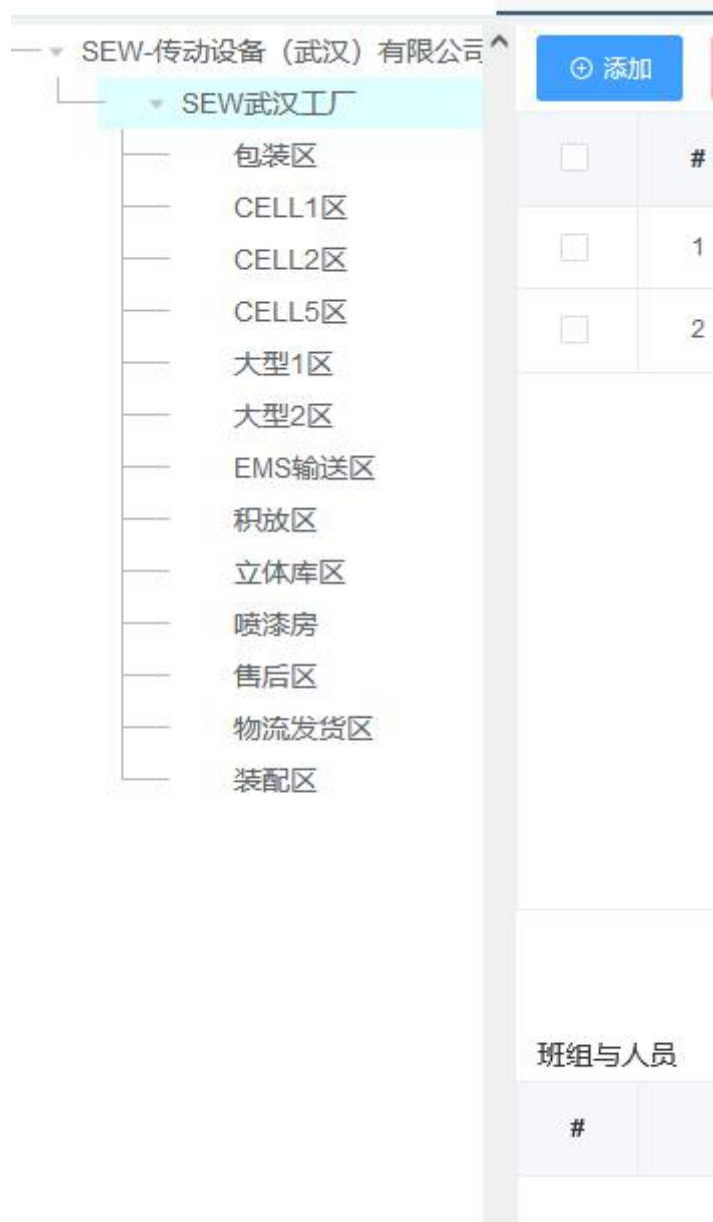 SEW-传动设备（武汉）有限公司
SEW武汉工厂
包装区
CELL1区
CELL2区
CELL5区
大型1区
大型2区
EMS输送区
积放区
立体库区
喷漆房
售后区
物流发货区
装配区
添加
#
1
2
班组与人员
#